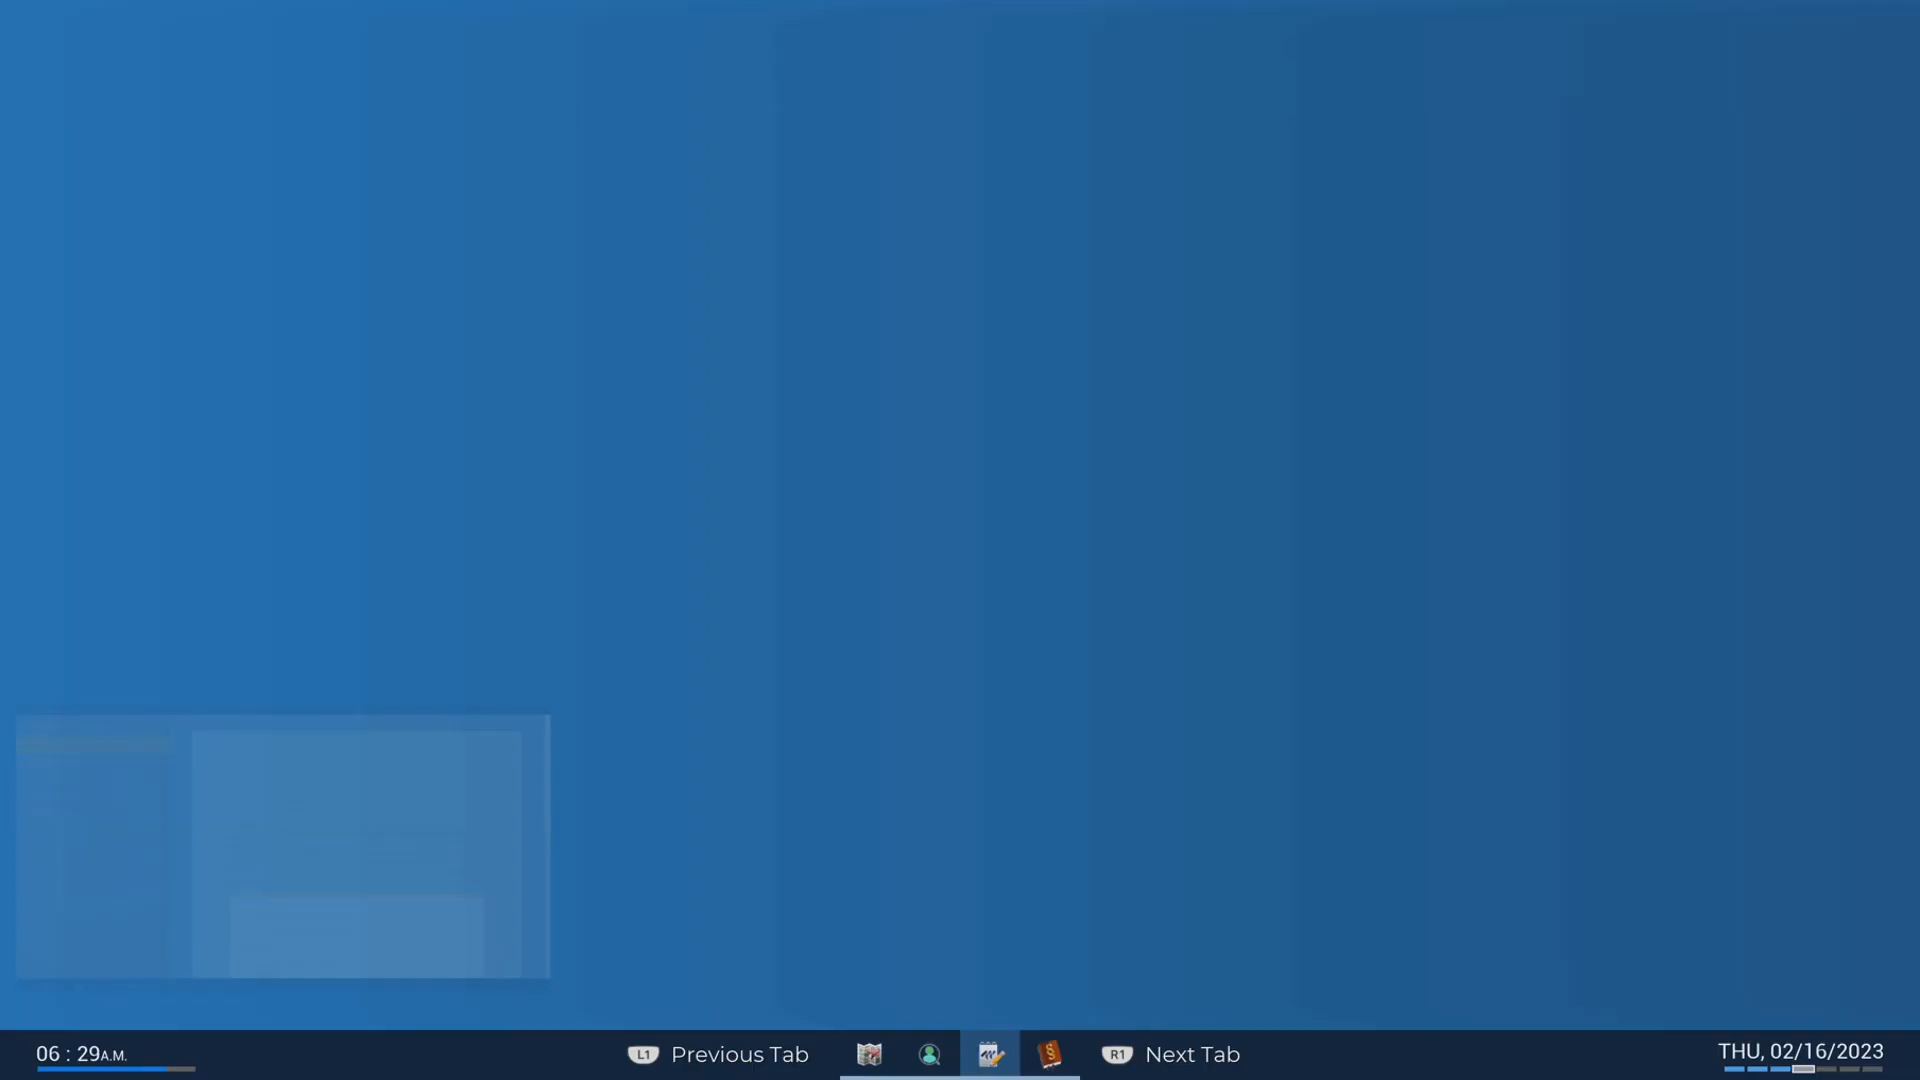 06 : 29A.M.
L1 Previous Tab
R1 Next Tab
THU, 02/16/2023